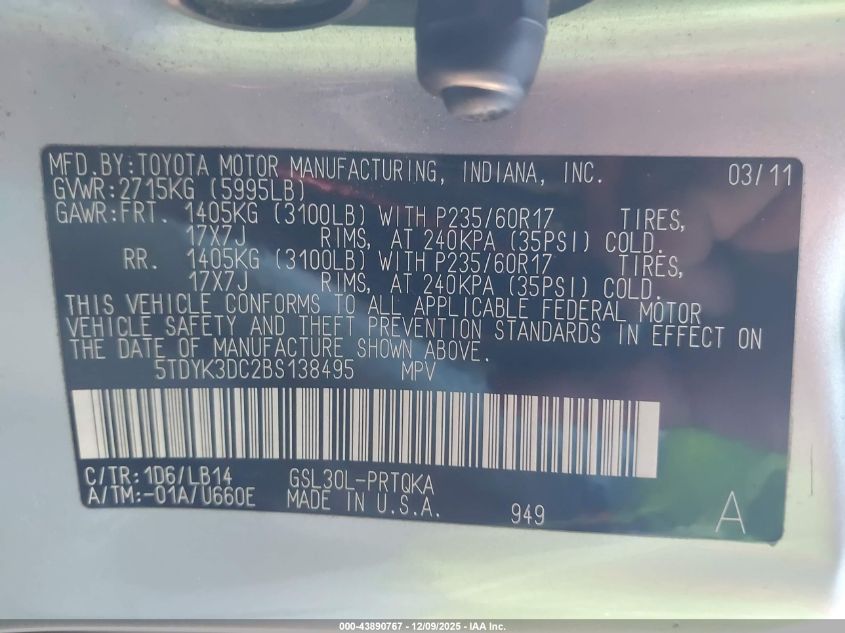 MFD.BY:TOYOTA MOTOR MANUFACTURING, INDIANA, INC. 03/11
GVWR:2715KG (5995LB)
GAWR:FRT. 1405KG (3100LB) WITH P235/60R17 TIRES,
17X7J RIMS, AT 240KPA (35PSI) COLD.
RR. 1405KG (3100LB) WITH P235/60R17 TIRES,
17X7J RIMS, AT 240KPA (35PSI) COLD.
THIS VEHICLE CONFORMS TO ALL APPLICABLE FEDERAL MOTOR
VEHICLE SAFETY AND THEFT PREVENTION STANDARDS IN EFFECT ON
THE DATE OF MANUFACTURE SHOWN ABOVE.
5TDYK3DC2BS138495 MPV
C/TR:1D6/LB14 GSL30L-PRTQKA
A/TM:-01A/U660E MADE IN U.S.A. 949 A
000-43890767 - 12/09/2025 - IAA Inc.